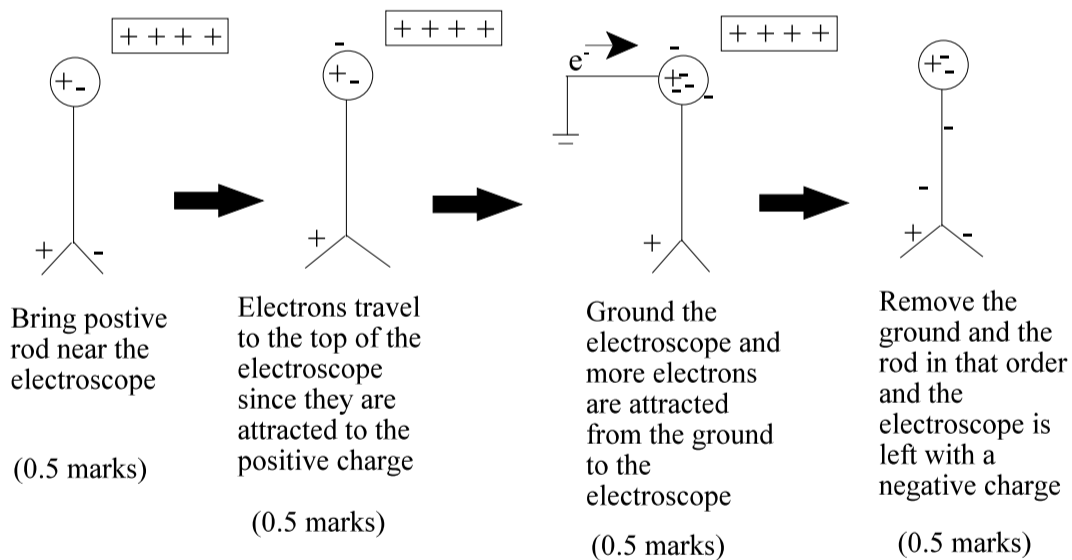 + + + +
+ -
+ -
Bring postive
rod near the
electroscope
(0.5 marks)
+ + + +
-
+ -
+
Electrons travel
to the top of the
electroscope
since they are
attracted to the
positive charge
(0.5 marks)
e-
+ + + +
-
+ -
- -
-
+
Ground the
electroscope and
more electrons
are attracted
from the ground
to the
electroscope
(0.5 marks)
+ -
-
-
-
+ -
Remove the
ground and the
rod in that order
and the
electroscope is
left with a
negative charge
(0.5 marks)